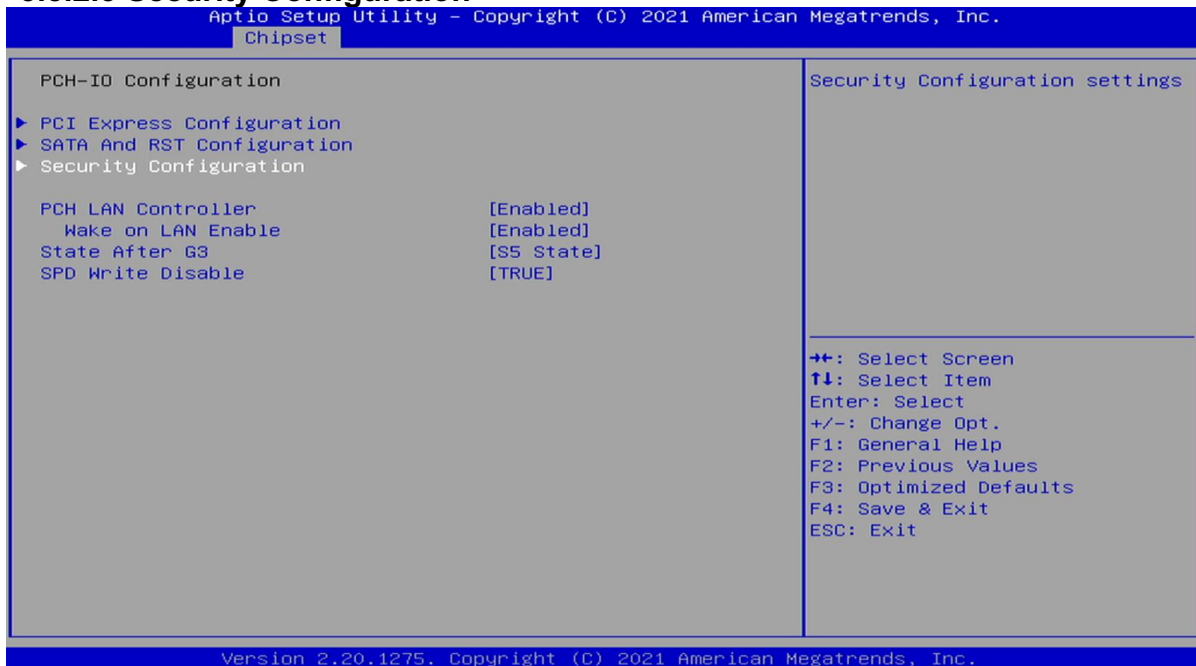 Security Configuration
Aptio Setup Utility – Copyright (C) 2021 American Megatrends, Inc.
Chipset
PCH-IO Configuration
Security Configuration settings
▶ PCI Express Configuration
▶ SATA And RST Configuration
▶ Security Configuration
PCH LAN Controller [Enabled]
Wake on LAN Enable [Enabled]
State After G3 [S5 State]
SPD Write Disable [TRUE]
→←: Select Screen
↑↓: Select Item
Enter: Select
+/-: Change Opt.
F1: General Help
F2: Previous Values
F3: Optimized Defaults
F4: Save & Exit
ESC: Exit
Version 2.20.1275. Copyright (C) 2021 American Megatrends, Inc.